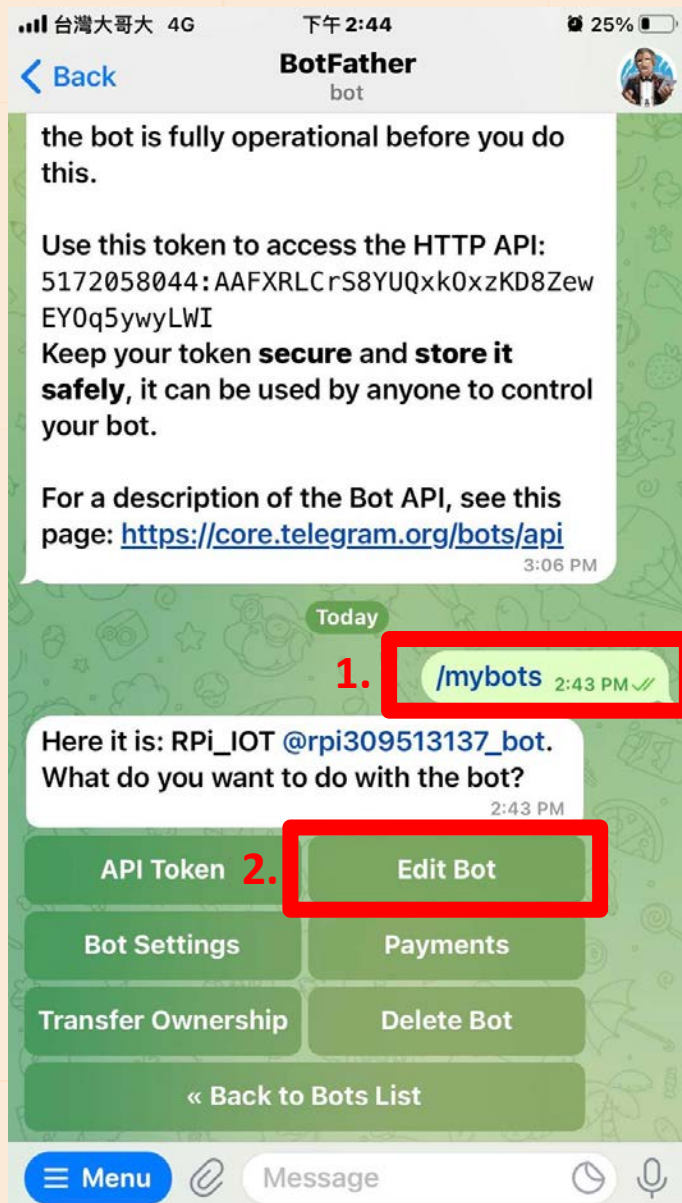 台灣大哥大 4G 下午 2:44 25%
Back BotFather
bot
the bot is fully operational before you do
this.
Use this token to access the HTTP API:
5172058044:AAFXRLCrS8YUQxkOxzKD8Zew
EYOq5ywyLWI
Keep your token secure and store it
safely, it can be used by anyone to control
your bot.
For a description of the Bot API, see this
page: https://core.telegram.org/bots/api
3:06 PM
Today
1. /mybots 2:43 PM
Here it is: RPi_IOT @rpi309513137_bot.
What do you want to do with the bot?
2:43 PM
API Token 2. Edit Bot
Bot Settings Payments
Transfer Ownership Delete Bot
« Back to Bots List
Menu Message